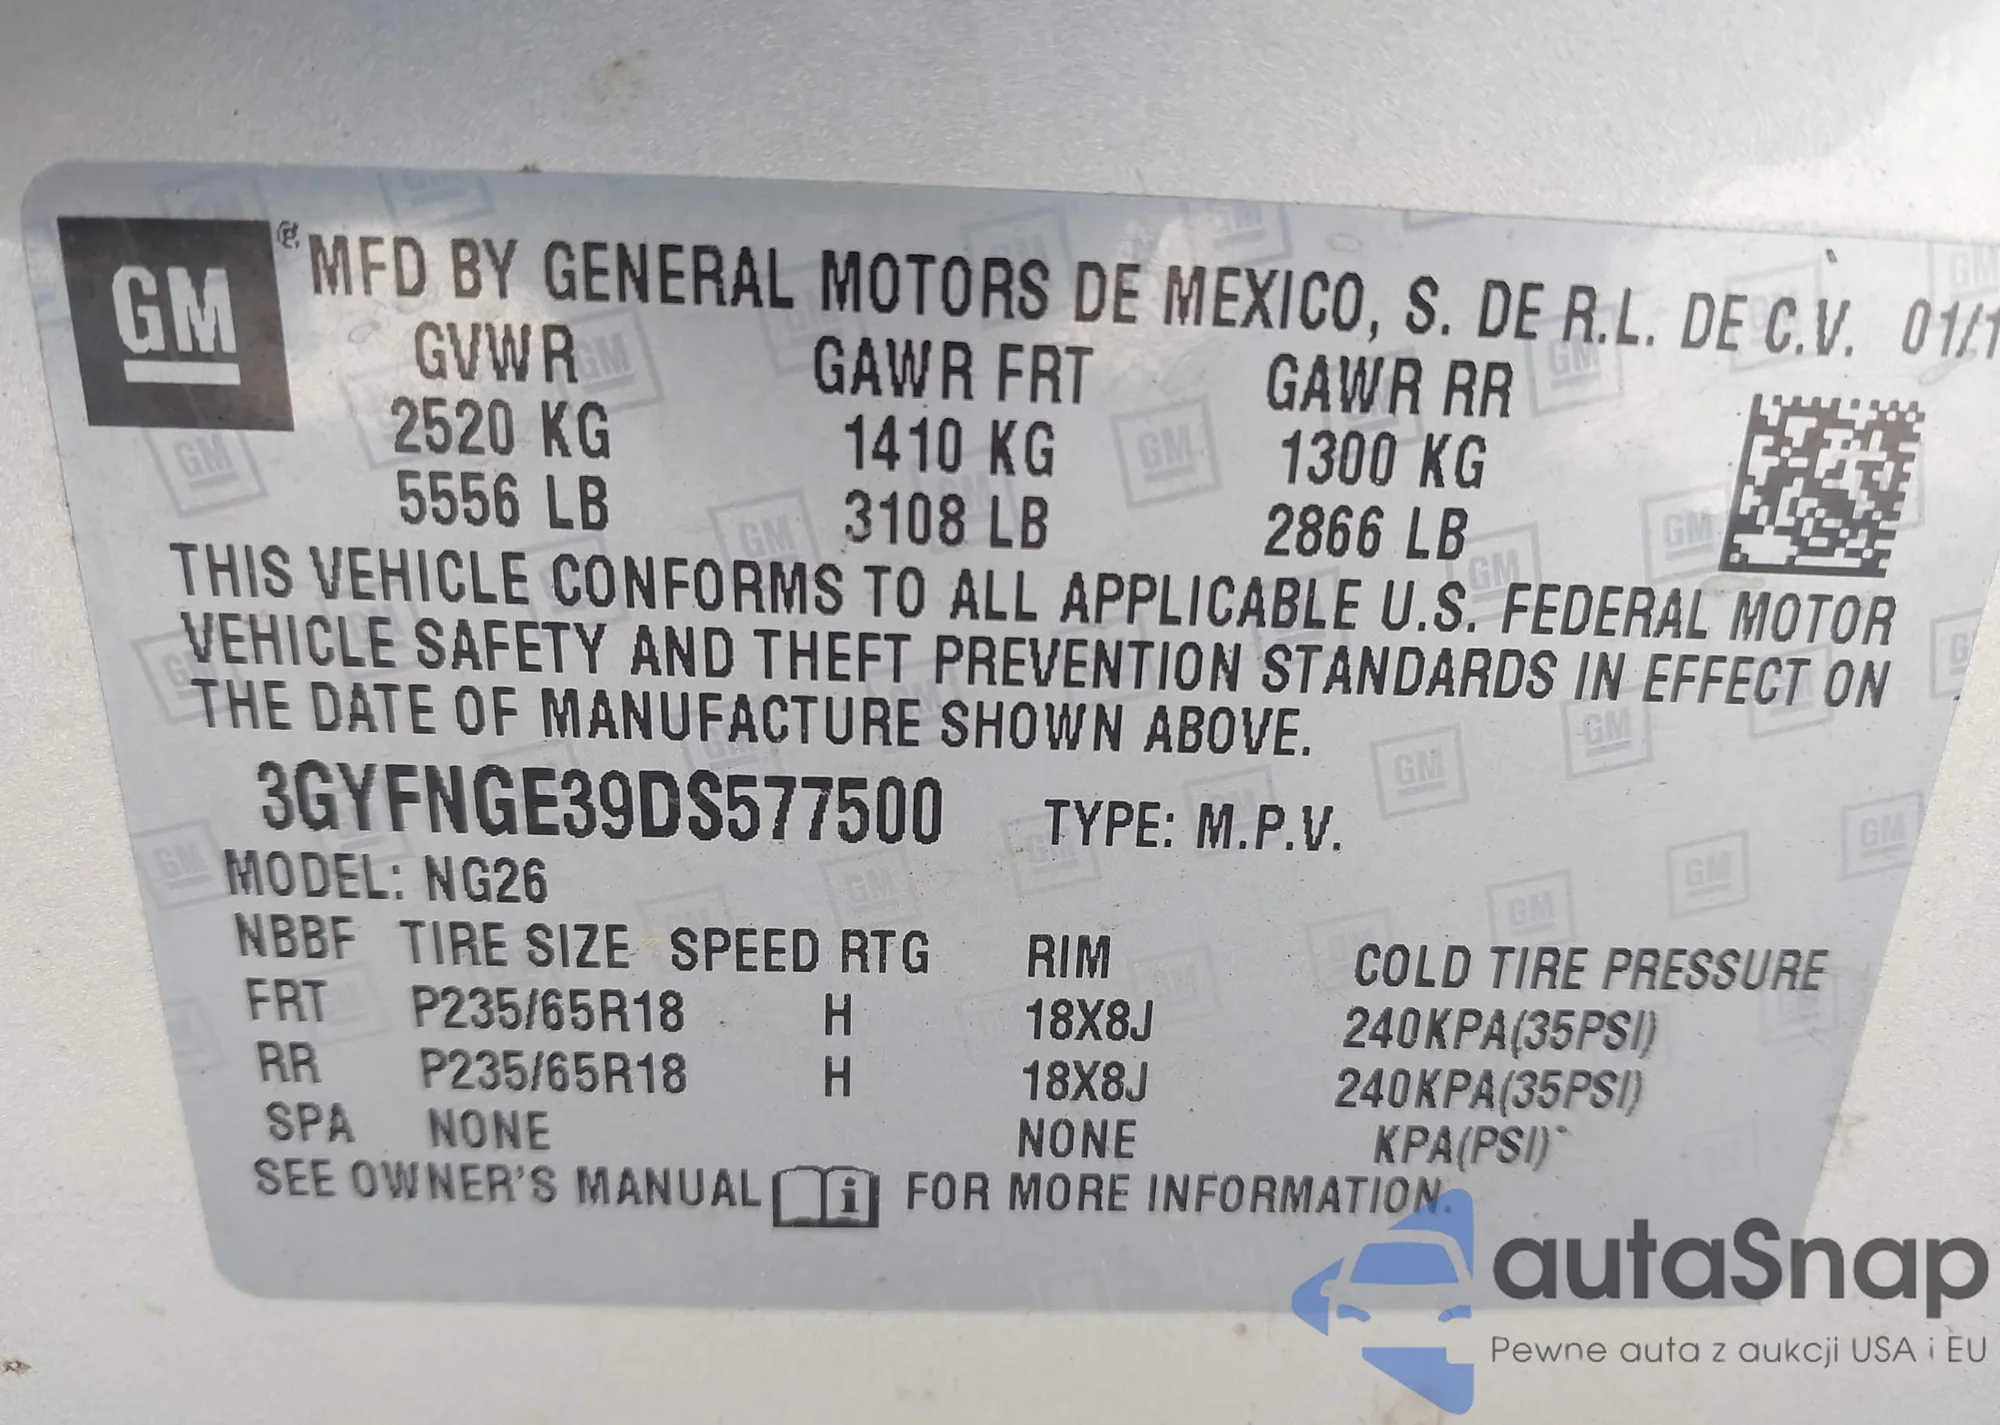 GM
® MFD BY GENERAL MOTORS DE MEXICO, S. DE R.L. DE C.V. 01/1
GVWR GAWR FRT GAWR RR
2520 KG 1410 KG 1300 KG
5556 LB 3108 LB 2866 LB
THIS VEHICLE CONFORMS TO ALL APPLICABLE U.S. FEDERAL MOTOR
VEHICLE SAFETY AND THEFT PREVENTION STANDARDS IN EFFECT ON
THE DATE OF MANUFACTURE SHOWN ABOVE.
3GYFNGE39DS577500 TYPE: M.P.V.
MODEL: NG26
NBBF TIRE SIZE SPEED RTG RIM COLD TIRE PRESSURE
FRT P235/65R18 H 18X8J 240KPA(35PSI)
RR P235/65R18 H 18X8J 240KPA(35PSI)
SPA NONE NONE KPA(PSI)
SEE OWNER'S MANUAL i FOR MORE INFORMATION.
autaSnap
Pewne auta z aukcji USA i EU